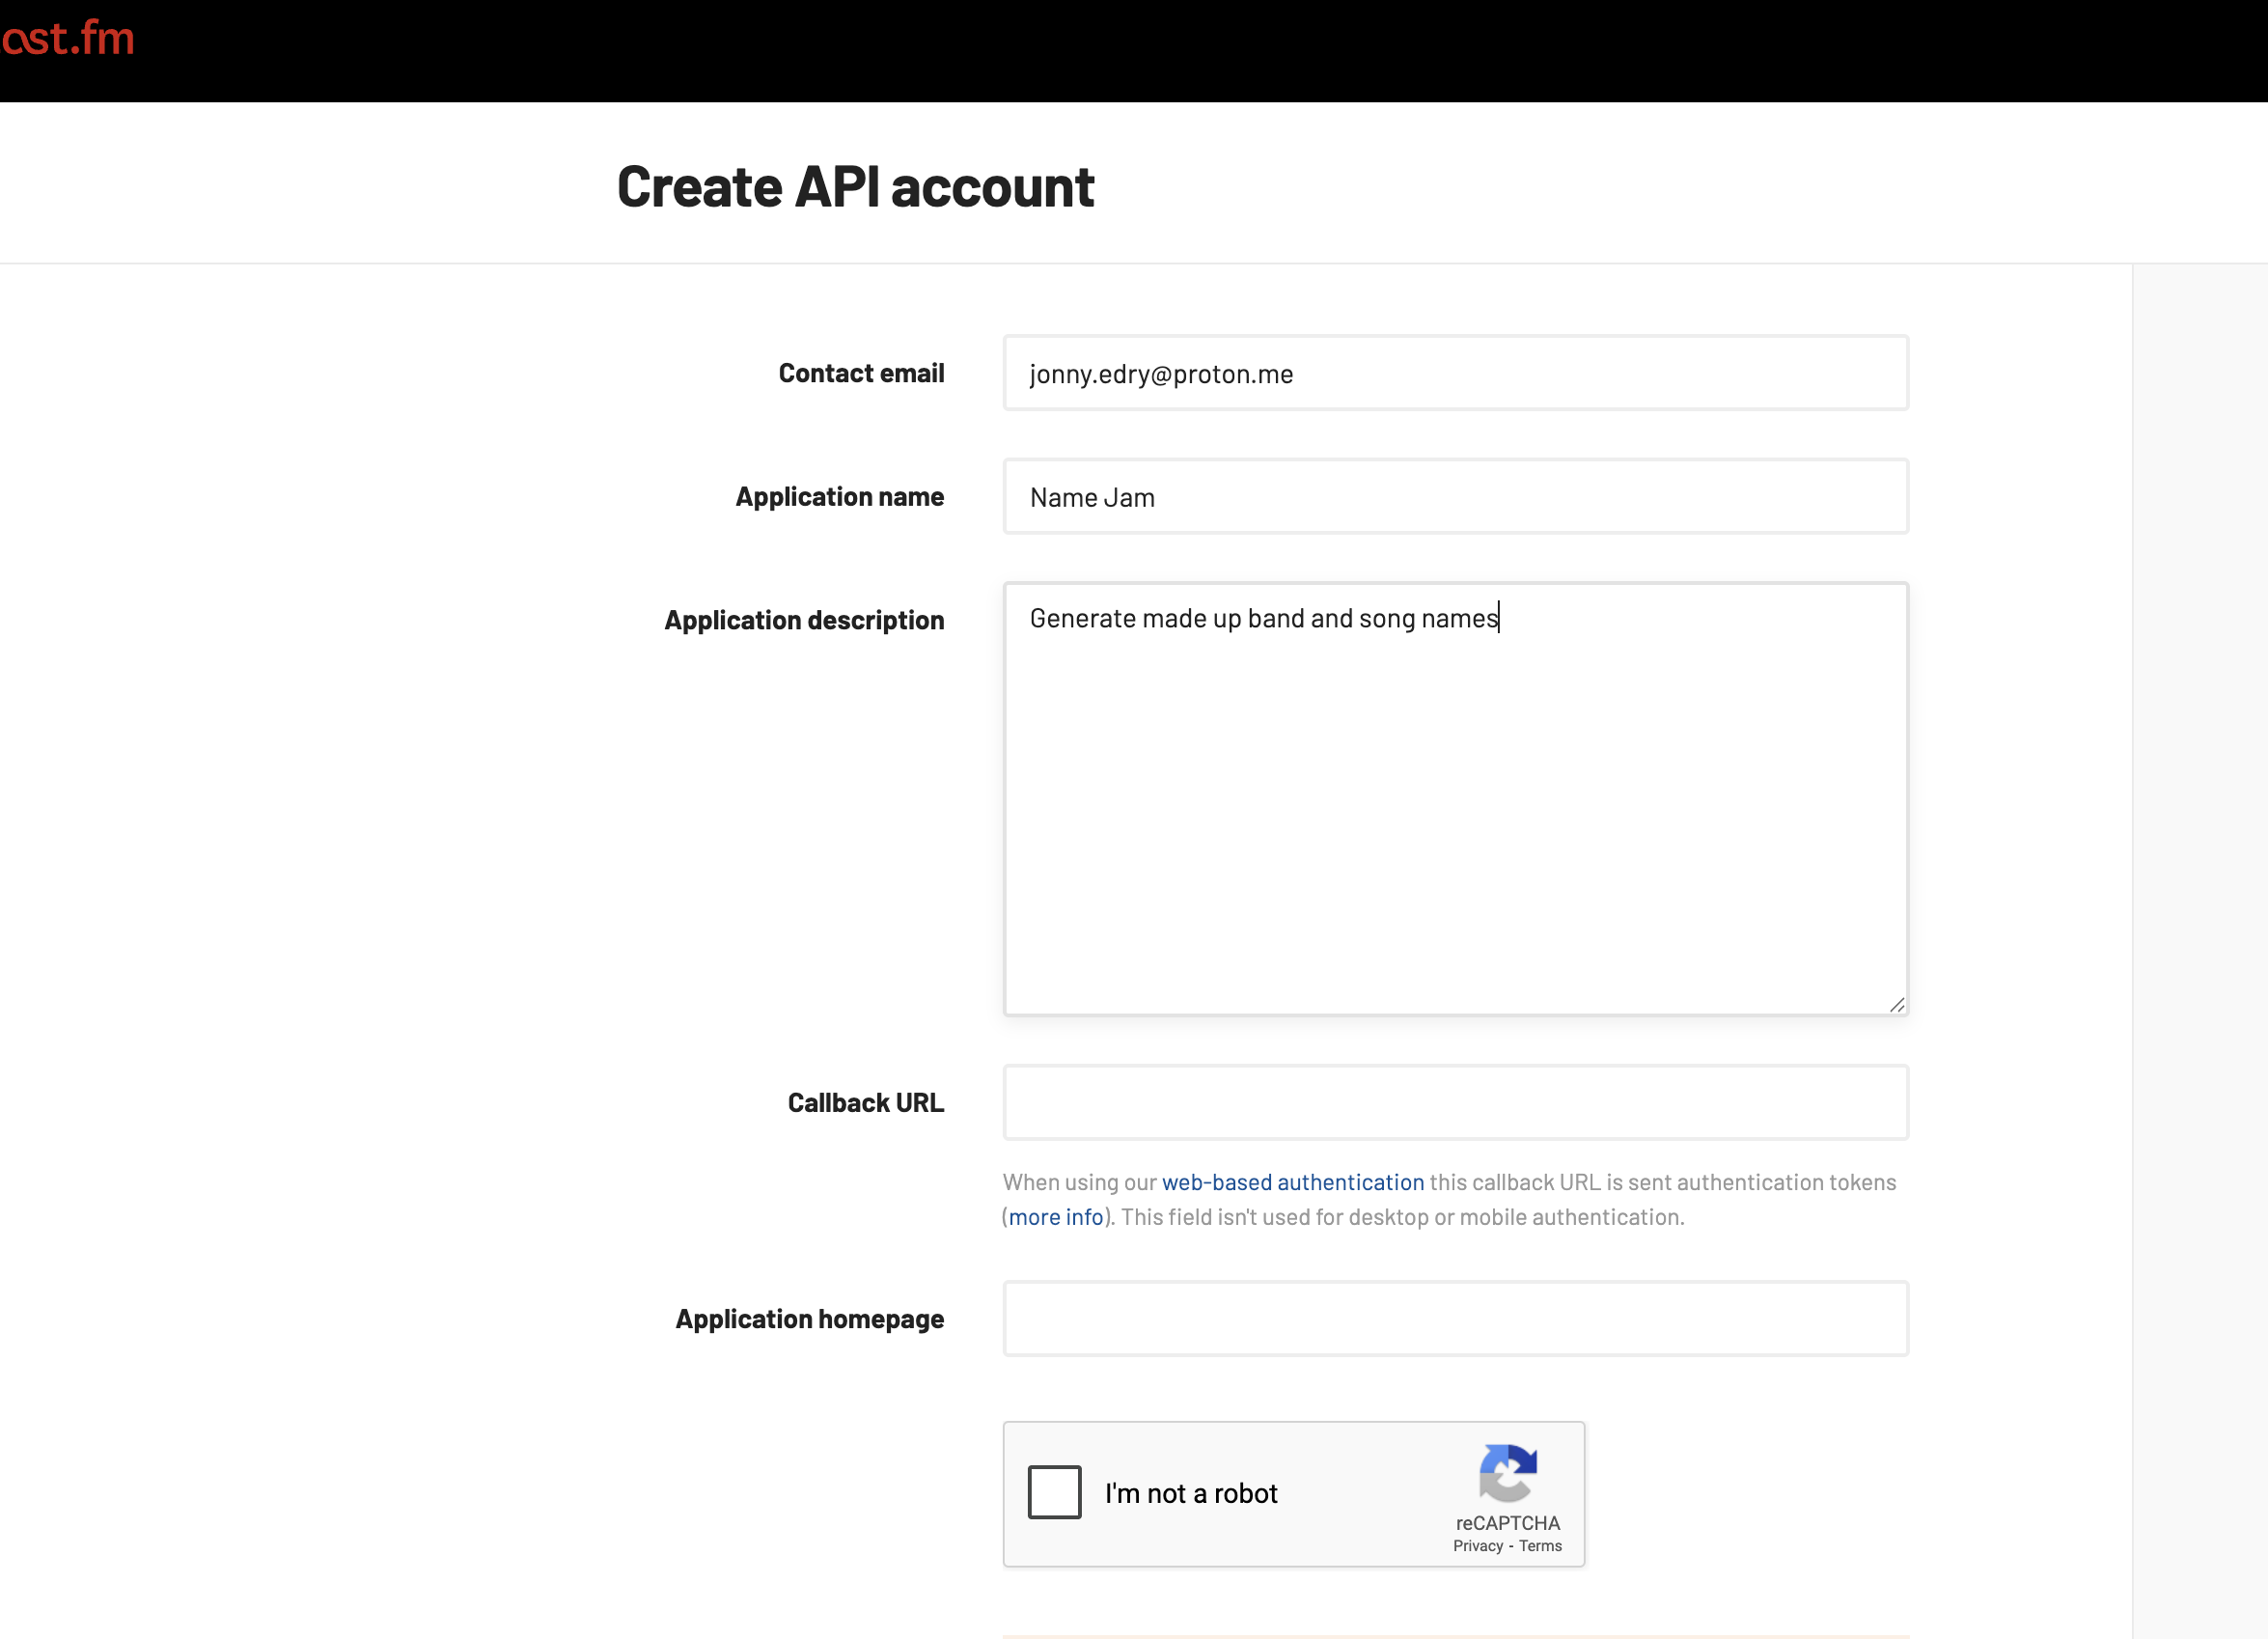 ast.fm
Create API account
Contact email
jonny.edry@proton.me
Application name
Name Jam
Application description
Generate made up band and song names
Callback URL
When using our web-based authentication this callback URL is sent authentication tokens
(more info). This field isn't used for desktop or mobile authentication.
Application homepage
I'm not a robot
reCAPTCHA
Privacy - Terms